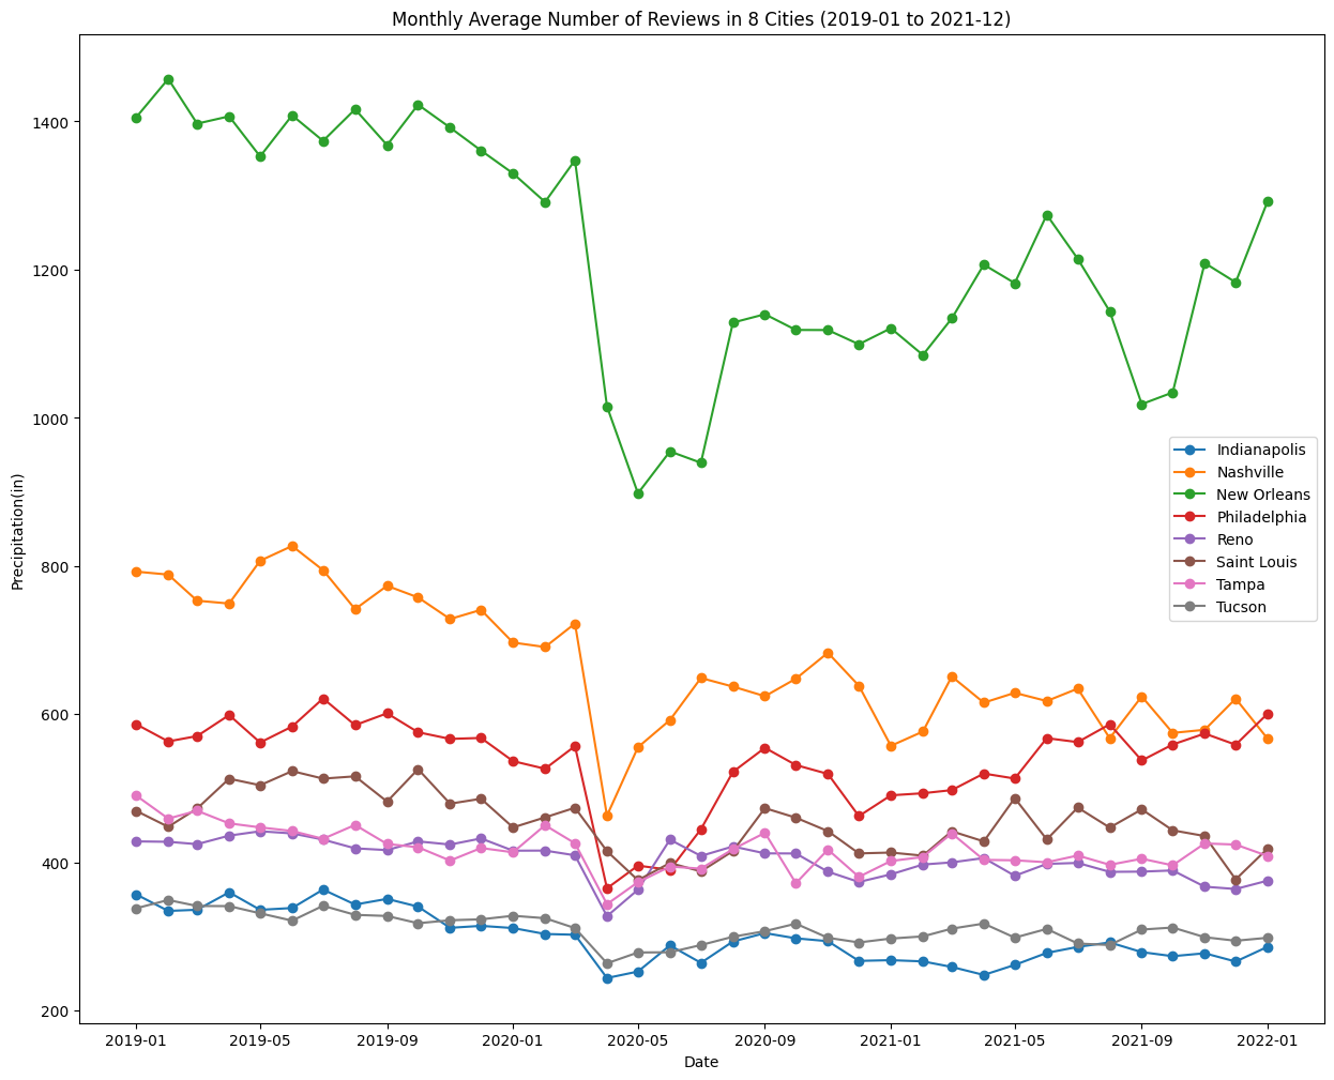 Monthly Average Number of Reviews in 8 Cities (2019-01 to 2021-12)
Precipitation(in)
1400
1200
1000
800
600
400
200
Indianapolis
Nashville
New Orleans
Philadelphia
Reno
Saint Louis
Tampa
Tucson
2019-01 2019-05 2019-09 2020-01 2020-05 2020-09 2021-01 2021-05 2021-09 2022-01
Date